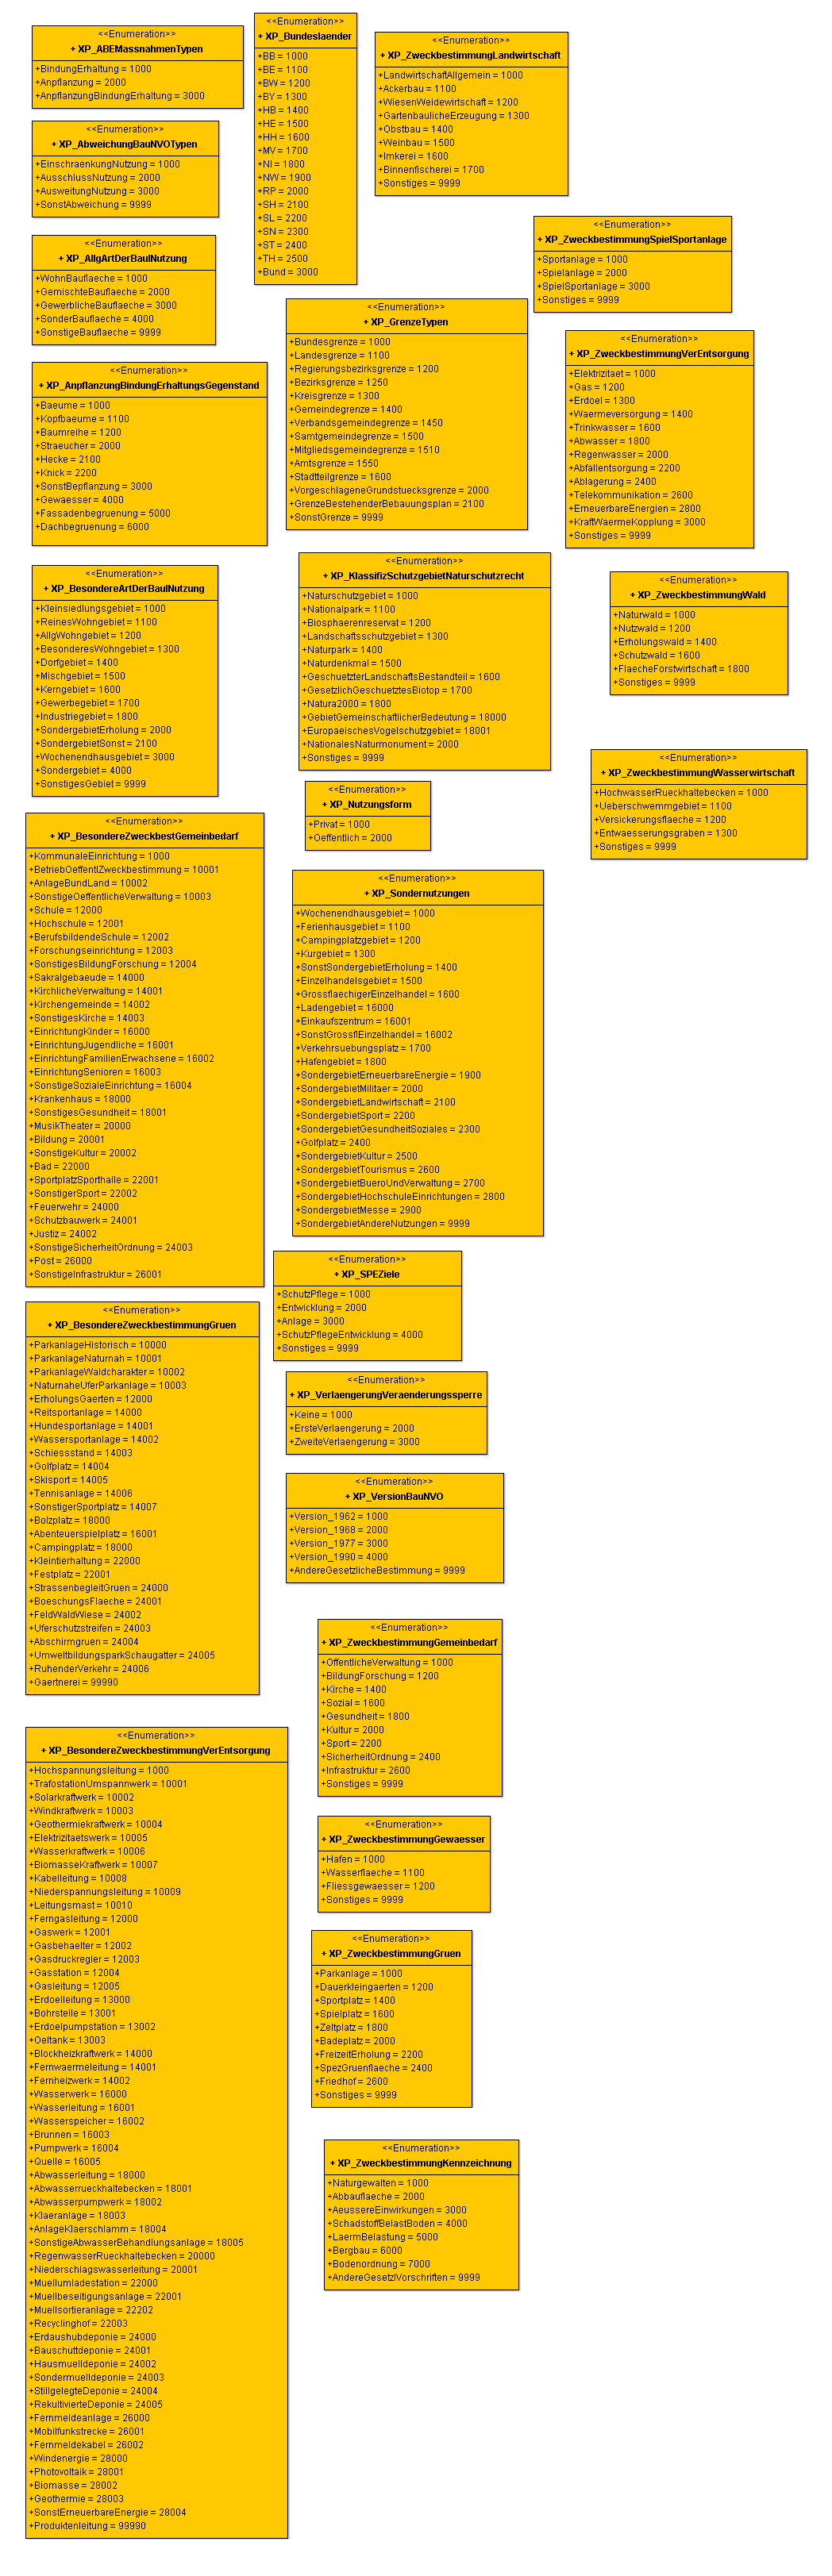 <<Enumeration>>
+ XP_ABEMassnahmenTypen
+BindungErhaltung = 1000
+Anpflanzung = 2000
+AnpflanzungBindungErhaltung = 3000
<<Enumeration>>
+ XP_AbweichungBauNVOTypen
+EinschraenkungNutzung = 1000
+AusschlussNutzung = 2000
+AusweitungNutzung = 3000
+SonstAbweichung = 9999
<<Enumeration>>
+ XP_AllgArtDerBaulNutzung
+WohnBauflaeche = 1000
+GemischteBauflaeche = 2000
+GewerblicheBauflaeche = 3000
+SonderBauflaeche = 4000
+SonstigeBauflaeche = 9999
<<Enumeration>>
+ XP_AnpflanzungBindungErhaltungsGegenstand
+Baeume = 1000
+Kopfbaeume = 1100
+Baumreihe = 1200
+Straeucher = 2000
+Hecke = 2100
+Knick = 2200
+SonstBepflanzung = 3000
+Gewaesser = 4000
+Fassadenbegruenung = 5000
+Dachbegruenung = 6000
<<Enumeration>>
+ XP_BesondereArtDerBaulNutzung
+Kleinsiedlungsgebiet = 1000
+ReinesWohngebiet = 1100
+AllgWohngebiet = 1200
+BesonderesWohngebiet = 1300
+Dorfgebiet = 1400
+Mischgebiet = 1500
+Kerngebiet = 1600
+Gewerbegebiet = 1700
+Industriegebiet = 1800
+SondergebietErholung = 2000
+SondergebietSonst = 2100
+Wochenendhausgebiet = 3000
+Sondergebiet = 4000
+SonstigesGebiet = 9999
<<Enumeration>>
+ XP_BesondereZweckbestGemeinbedarf
+KommunaleEinrichtung = 1000
+BetriebOeffentlZweckbestimmung = 10001
+AnlageBundLand = 10002
+SonstigeOeffentlicheVerwaltung = 10003
+Schule = 12000
+Hochschule = 12001
+BerufsbildendeSchule = 12002
+Forschungseinrichtung = 12003
+SonstigesBildungForschung = 12004
+Sakralgebaeude = 14000
+KirchlicheVerwaltung = 14001
+Kirchengemeinde = 14002
+SonstigesKirche = 14003
+EinrichtungKinder = 16000
+EinrichtungJugendliche = 16001
+EinrichtungFamilienErwachsene = 16002
+EinrichtungSenioren = 16003
+SonstigeSozialeEinrichtung = 16004
+Krankenhaus = 18000
+SonstigesGesundheit = 18001
+MusikTheater = 20000
+Bildung = 20001
+SonstigeKultur = 20002
+Bad = 22000
+SportplatzSporthalle = 22001
+SonstigerSport = 22002
+Feuerwehr = 24000
+Schutzbauwerk = 24001
+Justiz = 24002
+SonstigeSicherheitOrdnung = 24003
+Post = 26000
+SonstigeInfrastruktur = 26001
<<Enumeration>>
+ XP_BesondereZweckbestimmungGruen
+ParkanlageHistorisch = 10000
+ParkanlageNaturnah = 10001
+ParkanlageWaldcharakter = 10002
+NaturnaheUferParkanlage = 10003
+ErholungsGaerten = 12000
+Reitsportanlage = 14000
+Hundesportanlage = 14001
+Wassersportanlage = 14002
+Schiessstand = 14003
+Golfplatz = 14004
+Skisport = 14005
+Tennisanlage = 14006
+SonstigerSportplatz = 14007
+Bolzplatz = 18000
+Abenteuerspielplatz = 16001
+Campingplatz = 18000
+Kleintierhaltung = 22000
+Festplatz = 22001
+StrassenbegleitGruen = 24000
+BoeschungsFlaeche = 24001
+FeldWaldWiese = 24002
+Uferschutzstreifen = 24003
+Abschirmgruen = 24004
+UmweltbildungsparkSchaugatter = 24005
+RuhenderVerkehr = 24006
+Gaertnerei = 99990
<<Enumeration>>
+ XP_BesondereZweckbestimmungVerEntsorgung
+Hochspannungsleitung = 1000
+TrafostationUmspannwerk = 10001
+Solarkraftwerk = 10002
+Windkraftwerk = 10003
+Geothermiekraftwerk = 10004
+Elektrizitaetswerk = 10005
+Wasserkraftwerk = 10006
+BiomasseKraftwerk = 10007
+Kabelleitung = 10008
+Niederspannungsleitung = 10009
+Leitungsmast = 10010
+Ferngasleitung = 12000
+Gaswerk = 12001
+Gasbehaelter = 12002
+Gasdruckregler = 12003
+Gasstation = 12004
+Gasleitung = 12005
+Erdoelleitung = 13000
+Bohrstelle = 13001
+Erdoelpumpstation = 13002
+Oeltank = 13003
+Blockheizkraftwerk = 14000
+Fernwaermeleitung = 14001
+Fernheizwerk = 14002
+Wasserwerk = 16000
+Wasserleitung = 16001
+Wasserspeicher = 16002
+Brunnen = 16003
+Pumpwerk = 16004
+Quelle = 16005
+Abwasserleitung = 18000
+Abwasserrueckhaltebecken = 18001
+Abwasserpumpwerk = 18002
+Klaeranlage = 18003
+AnlageKlaerschlamm = 18004
+SonstigeAbwasserBehandlungsanlage = 18005
+RegenwasserRueckhaltebecken = 20000
+Niederschlagswasserleitung = 20001
+Muellumladestation = 22000
+Muellbeseitigungsanlage = 22001
+Muellsortieranlage = 22202
+Recyclinghof = 22003
+Erdaushubdeponie = 24000
+Bauschuttdeponie = 24001
+Hausmuelldeponie = 24002
+Sondermuelldeponie = 24003
+StillgelegteDeponie = 24004
+RekultivierteDeponie = 24005
+Fernmeldeanlage = 26000
+Mobilfunkstrecke = 26001
+Fernmeldekabel = 26002
+Windenergie = 28000
+Photovoltaik = 28001
+Biomasse = 28002
+Geothermie = 28003
+SonstErneuerbareEnergie = 28004
+Produktenleitung = 99990
<<Enumeration>>
+ XP_Bundeslaender
+BB = 1000
+BE = 1100
+BW = 1200
+BY = 1300
+HB = 1400
+HE = 1500
+HH = 1600
+MV = 1700
+NI = 1800
+NW = 1900
+RP = 2000
+SH = 2100
+SL = 2200
+SN = 2300
+ST = 2400
+TH = 2500
+Bund = 3000
<<Enumeration>>
+ XP_GrenzeTypen
+Bundesgrenze = 1000
+Landesgrenze = 1100
+Regierungsbezirksgrenze = 1200
+Bezirksgrenze = 1250
+Kreisgrenze = 1300
+Gemeindegrenze = 1400
+Verbandsgemeindegrenze = 1450
+Samtgemeindegrenze = 1500
+Mitgliedsgemeindegrenze = 1510
+Amtsgrenze = 1550
+Stadtteilgrenze = 1600
+VorgeschlageneGrundstuecksgrenze = 2000
+GrenzeBestehenderBebauungsplan = 2100
+SonstGrenze = 9999
<<Enumeration>>
+ XP_KlassifizSchutzgebietNaturschutzrecht
+Naturschutzgebiet = 1000
+Nationalpark = 1100
+Biosphaerenreservat = 1200
+Landschaftsschutzgebiet = 1300
+Naturpark = 1400
+Naturdenkmal = 1500
+GeschuetzterLandschaftsBestandteil = 1600
+GesetzlichGeschuetztesBiotop = 1700
+Natura2000 = 1800
+GebietGemeinschaftlicherBedeutung = 18000
+EuropaeischesVogelschutzgebiet = 18001
+NationalesNaturmonument = 2000
+Sonstiges = 9999
<<Enumeration>>
+ XP_Nutzungsform
+Privat = 1000
+Oeffentlich = 2000
<<Enumeration>>
+ XP_Sondernutzungen
+Wochenendhausgebiet = 1000
+Ferienhausgebiet = 1100
+Campingplatzgebiet = 1200
+Kurgebiet = 1300
+SonstSondergebietErholung = 1400
+Einzelhandelsgebiet = 1500
+GrossflaechigerEinzelhandel = 1600
+Ladengebiet = 16000
+Einkaufszentrum = 16001
+SonstGrossflEinzelhandel = 16002
+Verkehrsuebungsplatz = 1700
+Hafengebiet = 1800
+SondergebietErneuerbareEnergie = 1900
+SondergebietMilitaer = 2000
+SondergebietLandwirtschaft = 2100
+SondergebietSport = 2200
+SondergebietGesundheitSoziales = 2300
+Golfplatz = 2400
+SondergebietKultur = 2500
+SondergebietTourismus = 2600
+SondergebietBueroUndVerwaltung = 2700
+SondergebietHochschuleEinrichtungen = 2800
+SondergebietMesse = 2900
+SondergebietAndereNutzungen = 9999
<<Enumeration>>
+ XP_SPEZiele
+SchutzPflege = 1000
+Entwicklung = 2000
+Anlage = 3000
+SchutzPflegeEntwicklung = 4000
+Sonstiges = 9999
<<Enumeration>>
+ XP_VerlaengerungVeraenderungssperre
+Keine = 1000
+ErsteVerlaengerung = 2000
+ZweiteVerlaengerung = 3000
<<Enumeration>>
+ XP_VersionBauNVO
+Version_1962 = 1000
+Version_1968 = 2000
+Version_1977 = 3000
+Version_1990 = 4000
+AndereGesetzlicheBestimmung = 9999
<<Enumeration>>
+ XP_ZweckbestimmungGemeinbedarf
+OffentlicheVerwaltung = 1000
+BildungForschung = 1200
+Kirche = 1400
+Sozial = 1600
+Gesundheit = 1800
+Kultur = 2000
+Sport = 2200
+SicherheitOrdnung = 2400
+Infrastruktur = 2600
+Sonstiges = 9999
<<Enumeration>>
+ XP_ZweckbestimmungGewaesser
+Hafen = 1000
+Wasserflaeche = 1100
+Fliessgewaesser = 1200
+Sonstiges = 9999
<<Enumeration>>
+ XP_ZweckbestimmungGruen
+Parkanlage = 1000
+Dauerkleingaerten = 1200
+Sportplatz = 1400
+Spielplatz = 1600
+Zeltplatz = 1800
+Badeplatz = 2000
+FreizeitErholung = 2200
+SpezGruenflaeche = 2400
+Friedhof = 2600
+Sonstiges = 9999
<<Enumeration>>
+ XP_ZweckbestimmungKennzeichnung
+Naturgewalten = 1000
+Abbauflaeche = 2000
+AeussereEinwirkungen = 3000
+SchadstoffBelastBoden = 4000
+LaermBelastung = 5000
+Bergbau = 6000
+Bodenordnung = 7000
+AndereGesetzlVorschriften = 9999
<<Enumeration>>
+ XP_ZweckbestimmungLandwirtschaft
+LandwirtschaftAllgemein = 1000
+Ackerbau = 1100
+WiesenWeidewirtschaft = 1200
+GartenbaulicheErzeugung = 1300
+Obstbau = 1400
+Weinbau = 1500
+Imkerei = 1600
+Binnenfischerei = 1700
+Sonstiges = 9999
<<Enumeration>>
+ XP_ZweckbestimmungSpielSportanlage
+Sportanlage = 1000
+Spielanlage = 2000
+SpielSportanlage = 3000
+Sonstiges = 9999
<<Enumeration>>
+ XP_ZweckbestimmungVerEntsorgung
+Elektrizitaet = 1000
+Gas = 1200
+Erdoel = 1300
+Waermeversorgung = 1400
+Trinkwasser = 1600
+Abwasser = 1800
+Regenwasser = 2000
+Abfallentsorgung = 2200
+Ablagerung = 2400
+Telekommunikation = 2600
+ErneuerbareEnergien = 2800
+KraftWaermeKopplung = 3000
+Sonstiges = 9999
<<Enumeration>>
+ XP_ZweckbestimmungWald
+Naturwald = 1000
+Nutzwald = 1200
+Erholungswald = 1400
+Schutzwald = 1600
+FlaecheForstwirtschaft = 1800
+Sonstiges = 9999
<<Enumeration>>
+ XP_ZweckbestimmungWasserwirtschaft
+HochwasserRueckhaltebecken = 1000
+Ueberschwemmgebiet = 1100
+Versickerungsflaeche = 1200
+Entwaesserungsgraben = 1300
+Sonstiges = 9999